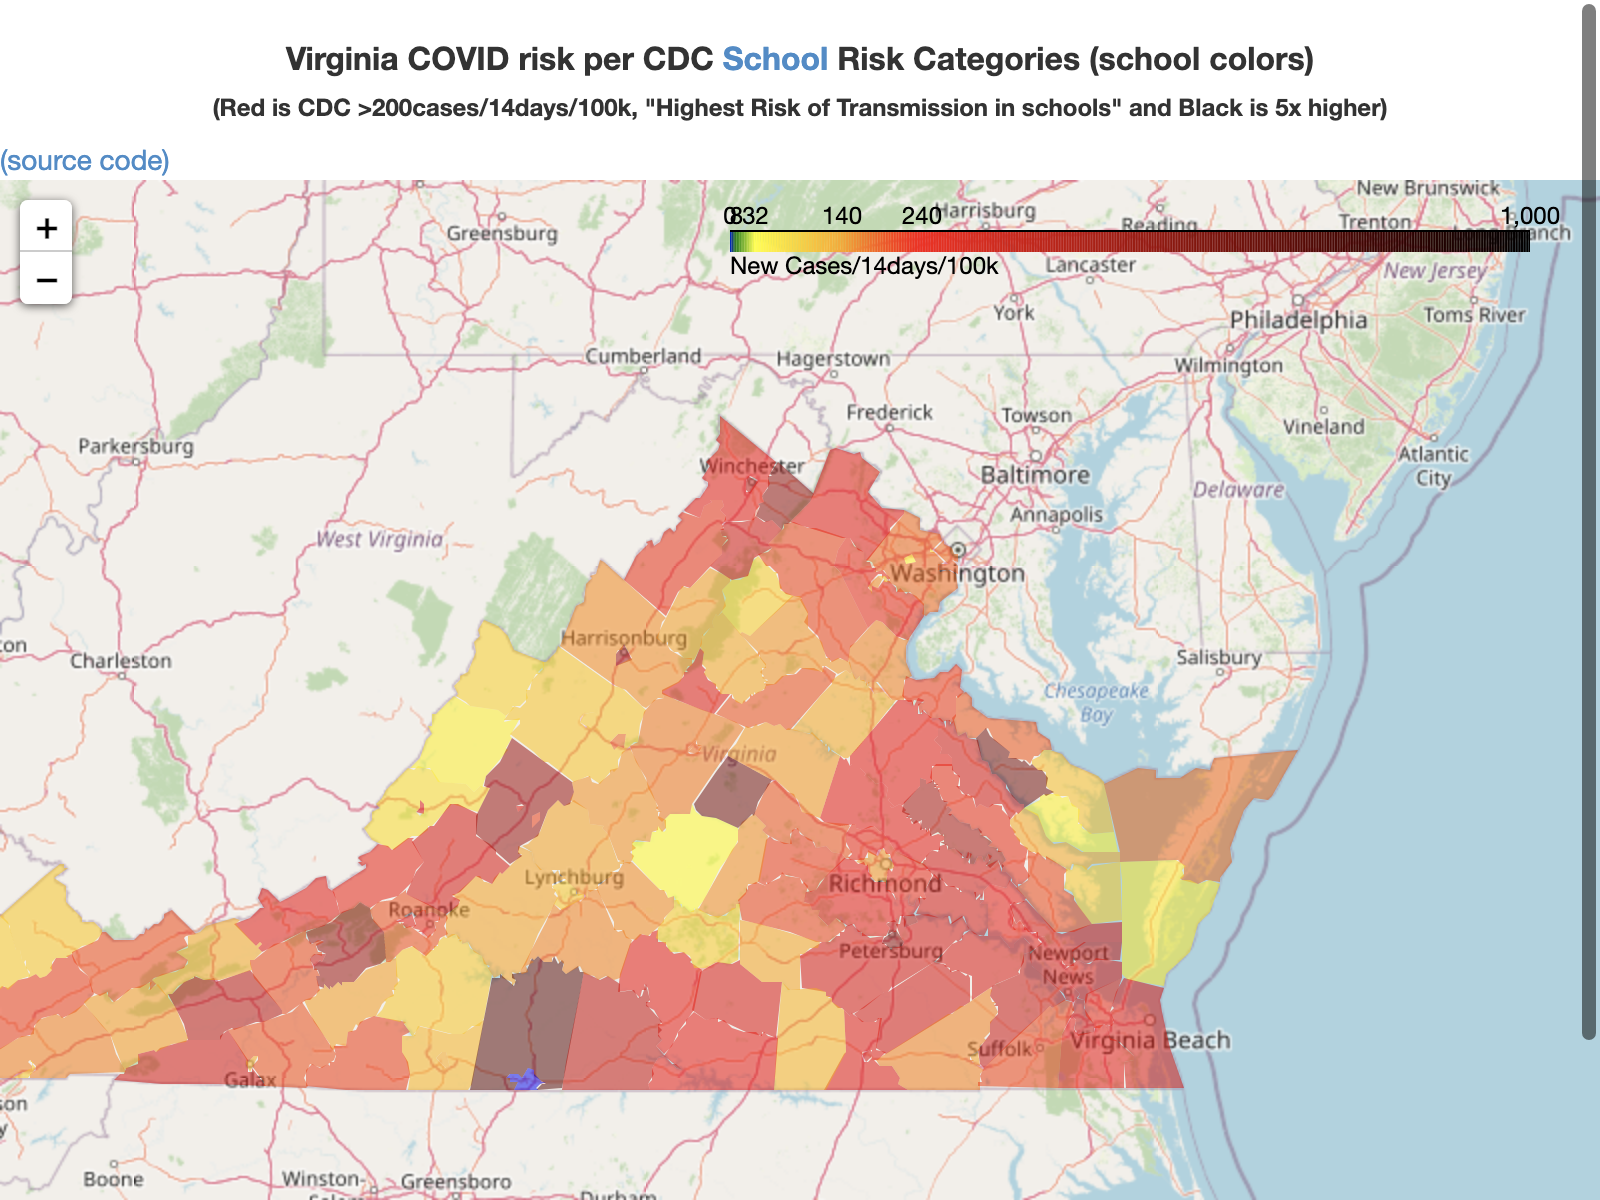 Virginia COVID risk per CDC School Risk Categories (school colors)
(Red is CDC >200cases/14days/100k, "Highest Risk of Transmission in schools" and Black is 5x higher)
(source code)
+
−
0 8 32 140 240 1,000
New Cases/14days/100k
New Brunswick
Greensburg
Harrisburg
Reading
Trenton
Long Branch
Lancaster
New Jersey
York
Philadelphia
Toms River
Cumberland
Hagerstown
Wilmington
Frederick
Towson
Vineland
Parkersburg
Winchester
Baltimore
Atlantic
City
Delaware
Annapolis
West Virginia
Washington
Harrisonburg
Charleston
Salisbury
Chesapeake
Bay
Virginia
Lynchburg
Richmond
Roanoke
Petersburg
Newport
News
Virginia Beach
Suffolk
Galax
Boone
Winston-
Salem
Greensboro
Durham